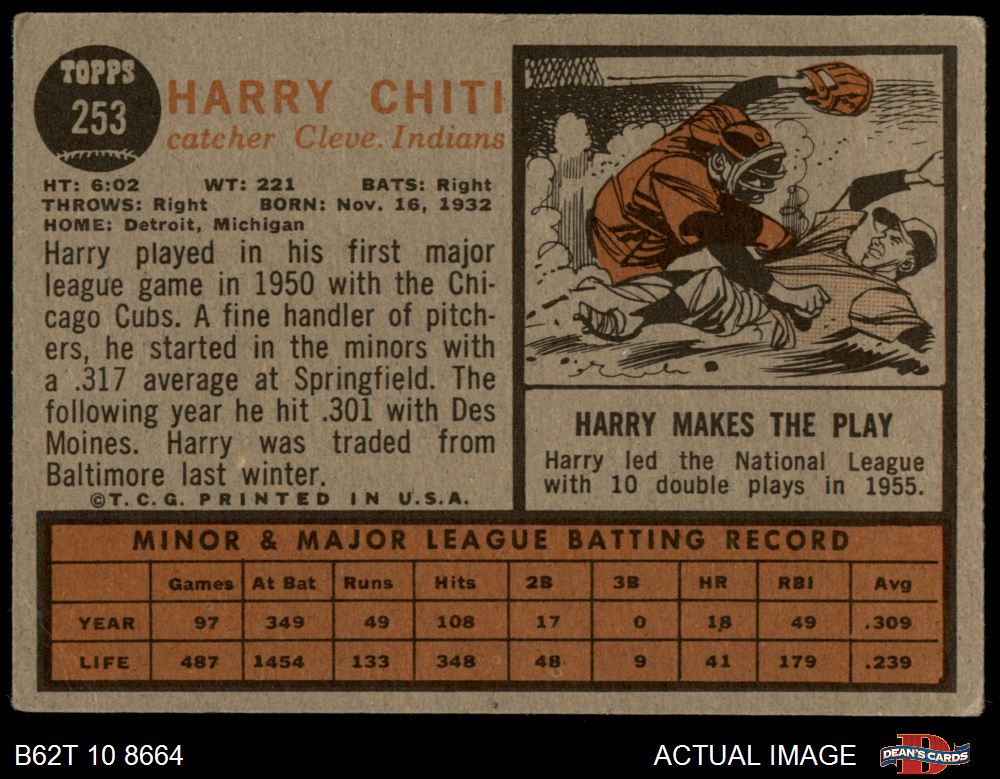 TOPPS
253
HARRY CHITI
catcher Cleve. Indians
HT: 6:02 WT: 221 BATS: Right
THROWS: Right BORN: Nov. 16, 1932
HOME: Detroit, Michigan
Harry played in his first major
league game in 1950 with the Chi-
cago Cubs. A fine handler of pitch-
ers, he started in the minors with
a .317 average at Springfield. The
following year he hit .301 with Des
Moines. Harry was traded from
Baltimore last winter.
©T.C.G. PRINTED IN U.S.A.
HARRY MAKES THE PLAY
Harry led the National League
with 10 double plays in 1955.
MINOR & MAJOR LEAGUE BATTING RECORD
Games At Bat Runs Hits 2B 3B HR RBI Avg
YEAR 97 349 49 108 17 0 18 49 .309
LIFE 487 1454 133 348 48 9 41 179 .239
B62T 10 8664 ACTUAL IMAGE
D
DEAN'S CARDS